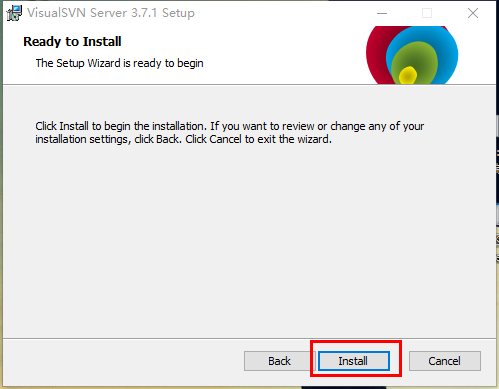 VisualSVN Server 3.7.1 Setup
Ready to Install
The Setup Wizard is ready to begin
Click Install to begin the installation. If you want to review or change any of your
installation settings, click Back. Click Cancel to exit the wizard.
Back
Install
Cancel